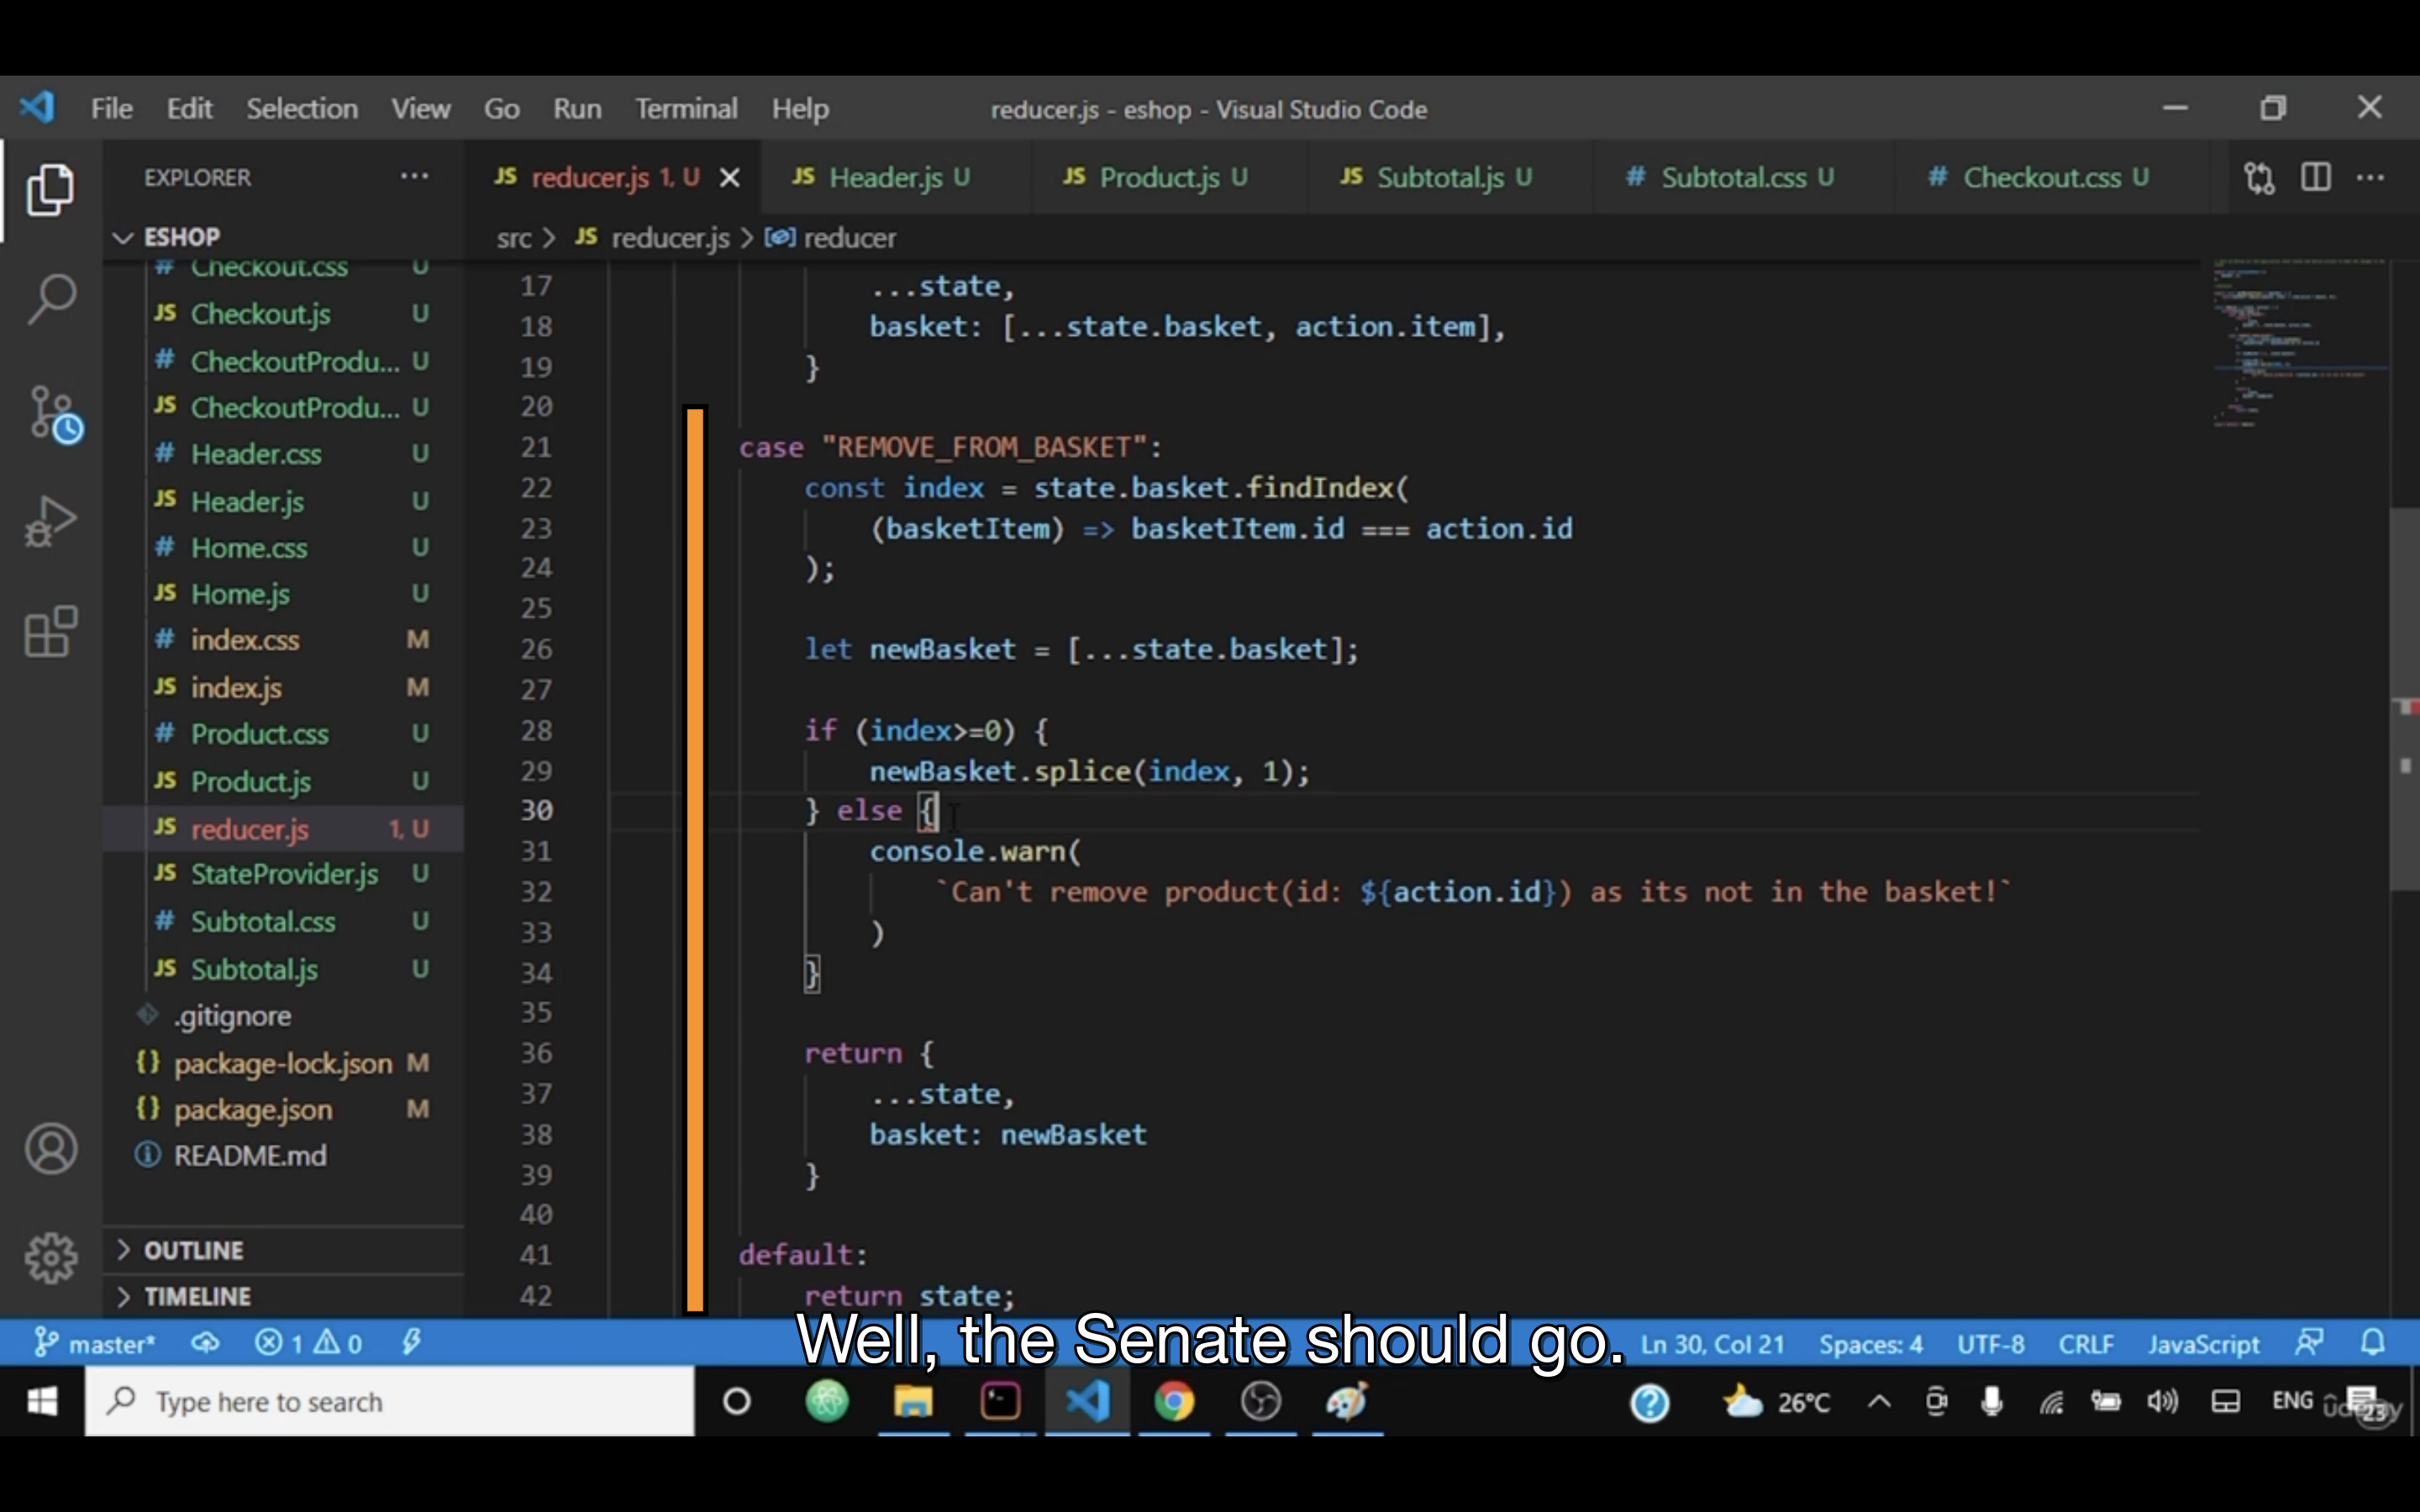 File Edit Selection View Go Run Terminal Help reducer.js - eshop - Visual Studio Code
EXPLORER ... JS reducer.js 1, U JS Header.js U JS Product.js U JS Subtotal.js U # Subtotal.css U # Checkout.css U ...
ESHOP src > JS reducer.js > reducer
# Checkout.css U
JS Checkout.js U
# CheckoutProdu... U
JS CheckoutProdu... U
# Header.css U
JS Header.js U
# Home.css U
JS Home.js U
# index.css M
JS index.js M
# Product.css U
JS Product.js U
JS reducer.js 1, U
JS StateProvider.js U
# Subtotal.css U
JS Subtotal.js U
.gitignore
{} package-lock.json M
{} package.json M
README.md
> OUTLINE
> TIMELINE
17 ...state,
18 basket: [...state.basket, action.item],
19 }
20
21 case "REMOVE_FROM_BASKET":
22 const index = state.basket.findIndex(
23 (basketItem) => basketItem.id === action.id
24 );
25
26 let newBasket = [...state.basket];
27
28 if (index>=0) {
29 newBasket.splice(index, 1);
30 } else {
31 console.warn(
32 `Can't remove product(id: ${action.id}) as its not in the basket!`
33 )
34 }
35
36 return {
37 ...state,
38 basket: newBasket
39 }
40
41 default:
42 return state;
Well, the Senate should go.
master* 1 0 Ln 30, Col 21 Spaces: 4 UTF-8 CRLF JavaScript
Type here to search 26°C ENG 23
udemy